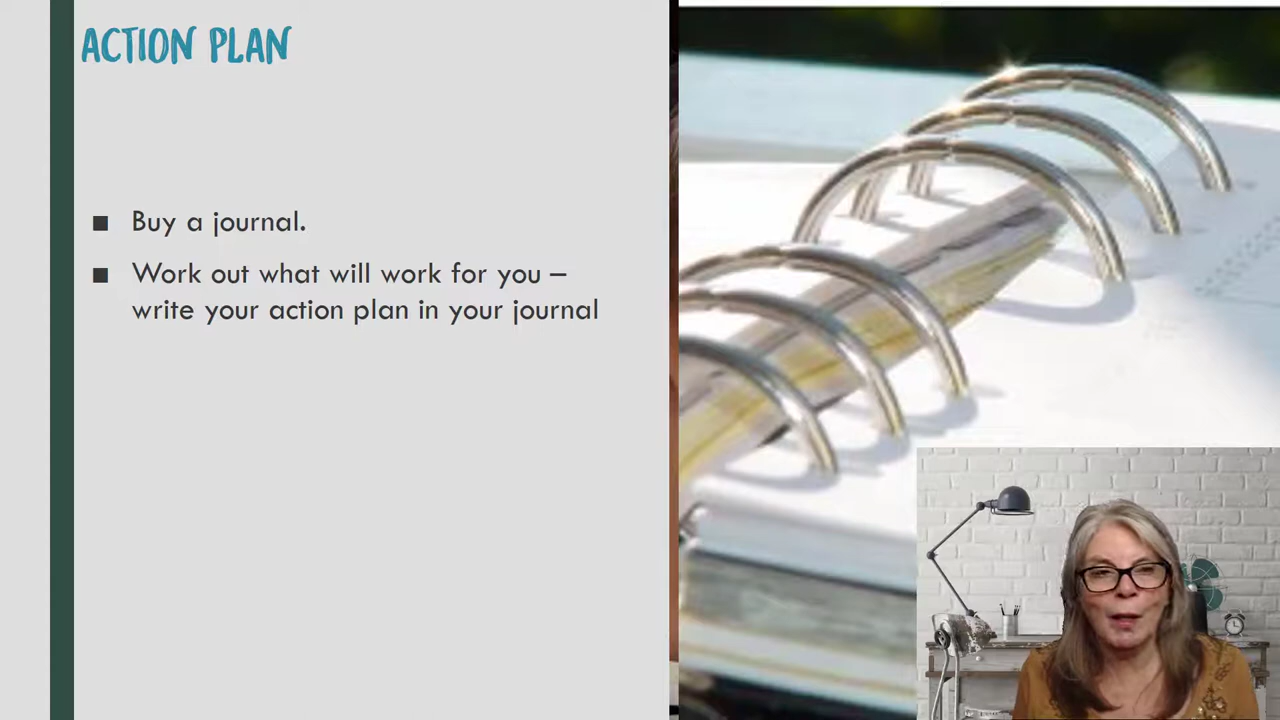 ACTION PLAN
■ Buy a journal.
■ Work out what will work for you –
write your action plan in your journal